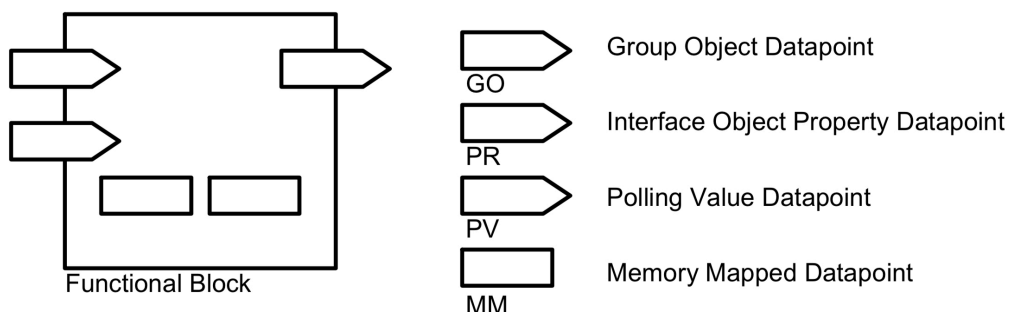 Group Object Datapoint
GO
Interface Object Property Datapoint
PR
Polling Value Datapoint
PV
Functional Block
Memory Mapped Datapoint
MM